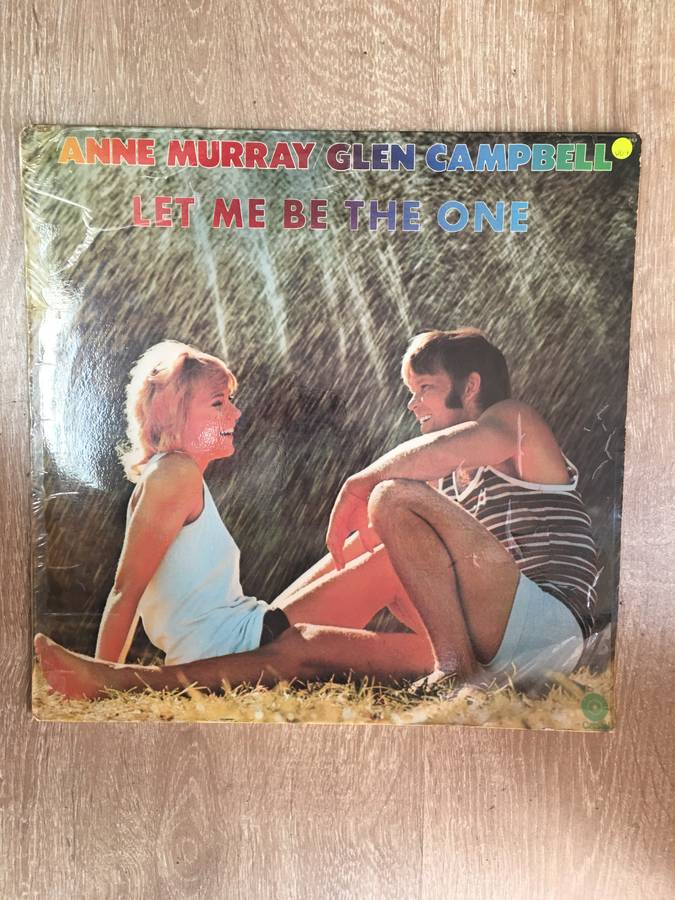 ANNE MURRAY GLEN CAMPBELL
LET ME BE THE ONE